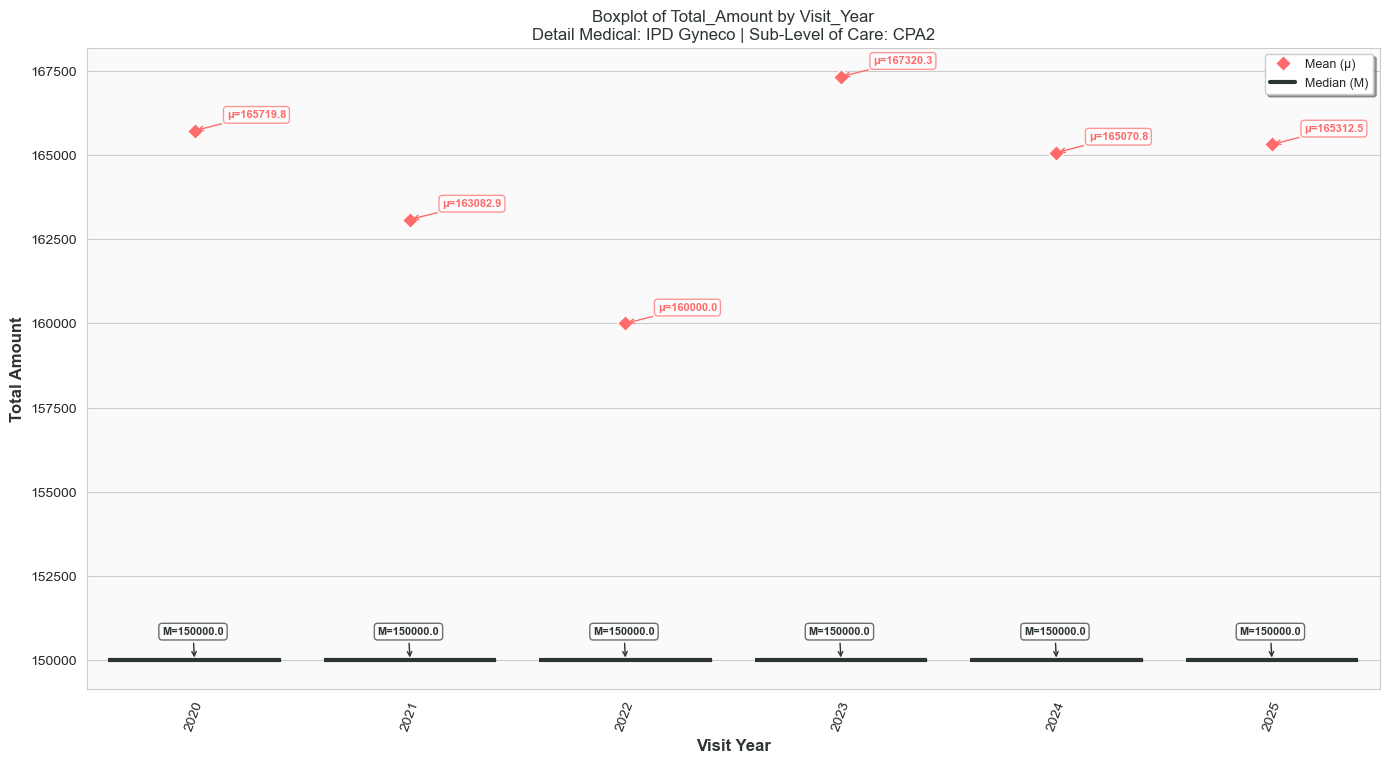 Boxplot of Total_Amount by Visit_Year
Detail Medical: IPD Gyneco | Sub-Level of Care: CPA2
Mean (μ)
Median (M)
Total Amount
167500
165000
162500
160000
157500
155000
152500
150000
μ=165719.8
μ=163082.9
μ=160000.0
μ=167320.3
μ=165070.8
μ=165312.5
M=150000.0
M=150000.0
M=150000.0
M=150000.0
M=150000.0
M=150000.0
2020
2021
2022
2023
2024
2025
Visit Year